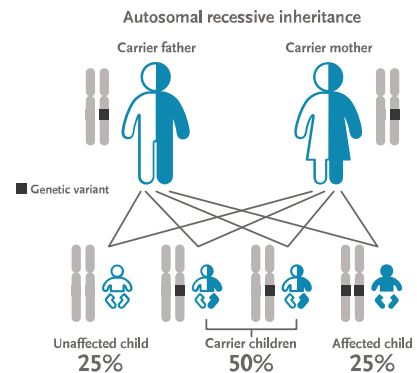 Autosomal recessive inheritance
Carrier father
Carrier mother
Genetic variant
Unaffected child
25%
Carrier children
50%
Affected child
25%